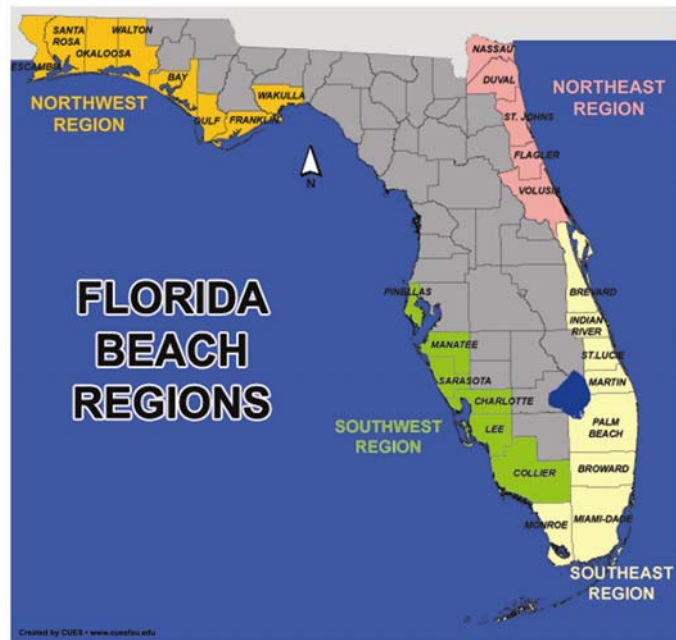 SANTA
ROSA
WALTON
OKALOOSA
ESCAMBIA
BAY
WAKULLA
GULF
FRANKLIN
NORTHWEST
REGION
N
NASSAU
DUVAL
ST. JOHNS
FLAGLER
VOLUSIA
NORTHEAST
REGION
FLORIDA
BEACH
REGIONS
PINELLAS
MANATEE
SARASOTA
CHARLOTTE
LEE
COLLIER
SOUTHWEST
REGION
BREVARD
INDIAN
RIVER
ST.LUCIE
MARTIN
PALM
BEACH
BROWARD
MIAMI-DADE
MONROE
SOUTHEAST
REGION
Created by CUES • www.cuesfau.edu